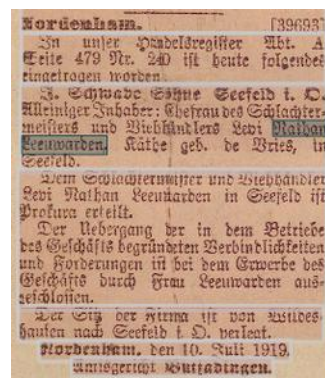 Nordenham. [39693]
In unser Handelsregister Abt. A
Seite 479 Nr. 240 ist heute folgendes
eingetragen worden:
J. Schwabe Söhne Seefeld i. O.
Alleiniger Inhaber: Ehefrau des Schlachter-
meisters und Viehhändlers Levi Nathan
Leeuwarden, Käthe geb. de Vries, in
Seefeld.
Dem Schlachtermeister und Viehhändler
Levi Nathan Leeuwarden in Seefeld ist
Prokura erteilt.
Der Uebergang der in dem Betriebe
des Geschäfts begründeten Verbindlichkeiten
und Forderungen ist bei dem Erwerbe des
Geschäfts durch Frau Leeuwarden aus-
geschlossen.
Der Sitz der Firma ist von Wildes-
hausen nach Seefeld i. O. verlegt.
Nordenham, den 10. Juli 1919.
Amtsgericht Butjadingen.